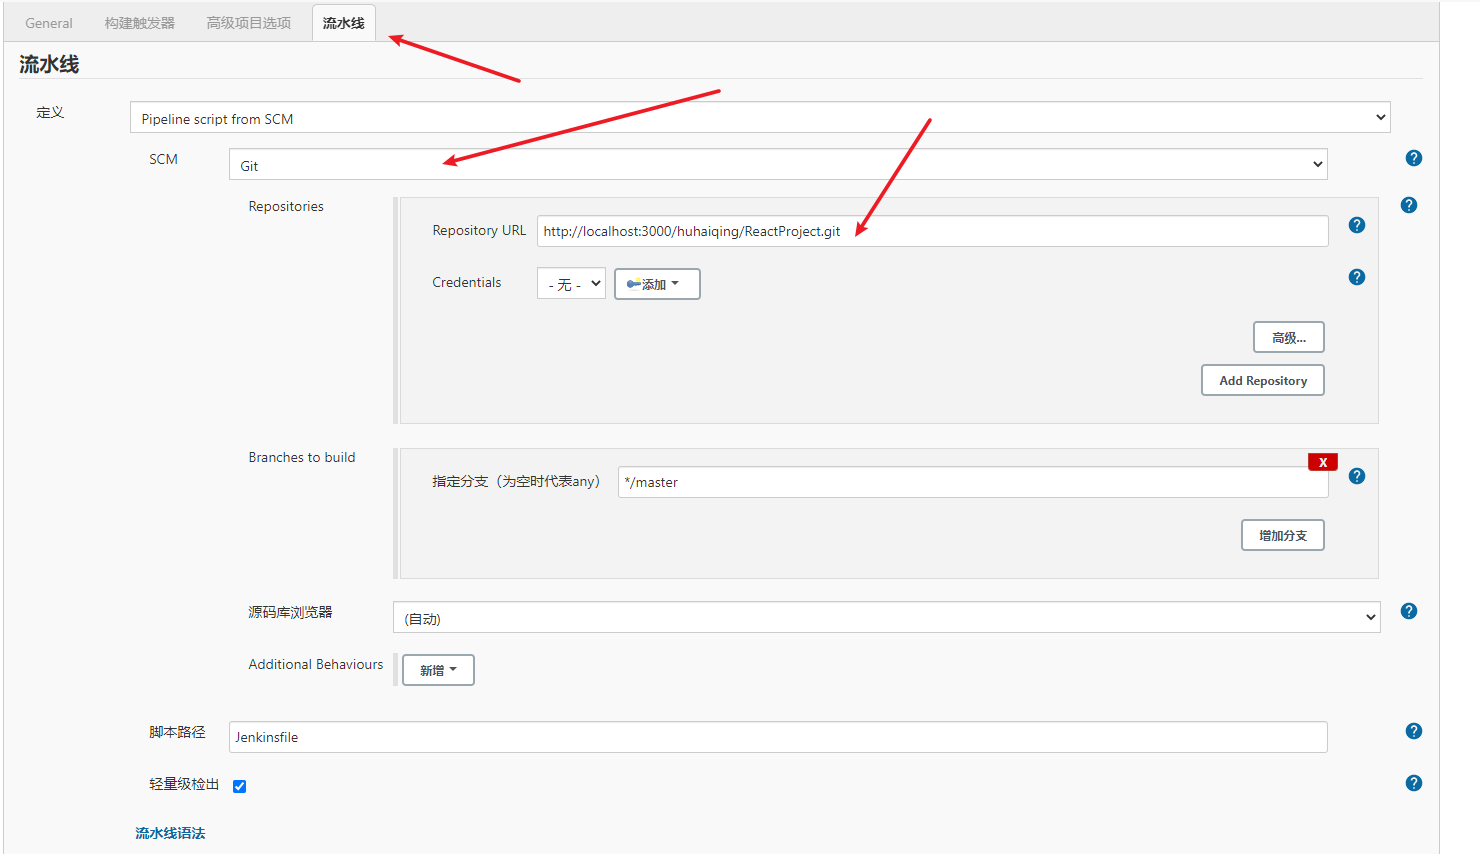 General 构建触发器 高级项目选项 流水线
流水线
定义 Pipeline script from SCM
SCM Git
Repositories
Repository URL http://localhost:3000/huhaiqing/ReactProject.git
Credentials - 无 - 添加
高级...
Add Repository
Branches to build
X
指定分支（为空时代表any） */master
增加分支
源码库浏览器 (自动)
Additional Behaviours 新增
脚本路径 Jenkinsfile
轻量级检出
流水线语法